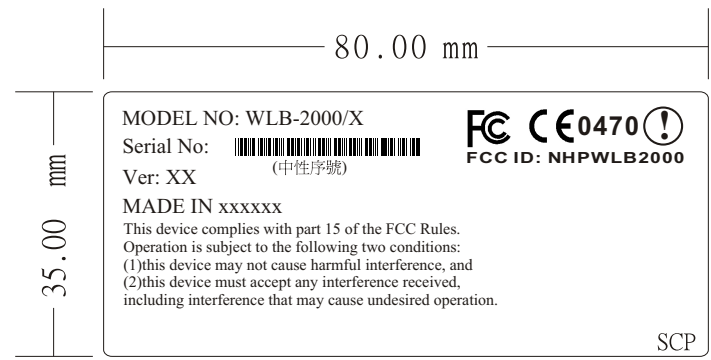 80.00 mm
35.00 mm
MODEL NO: WLB-2000/X
Serial No:
(中性序號)
Ver: XX
MADE IN xxxxxx
FC CE0470
FCC ID: NHPWLB2000
This device complies with part 15 of the FCC Rules.
Operation is subject to the following two conditions:
(1)this device may not cause harmful interference, and
(2)this device must accept any interference received,
including interference that may cause undesired operation.
SCP